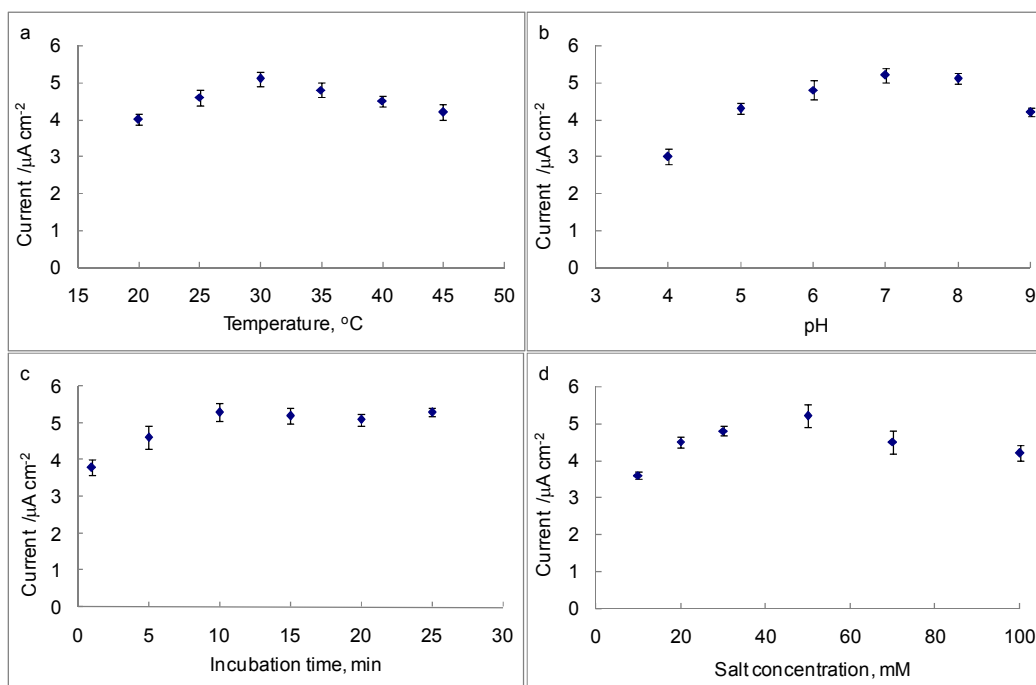 a
6
5
4
3
2
1
0
Current /μA cm-2
15 20 25 30 35 40 45 50
Temperature, oC
b
6
5
4
3
2
1
0
Current /μA cm-2
3 4 5 6 7 8 9
pH
c
6
5
4
3
2
1
0
Current /μA cm-2
0 5 10 15 20 25 30
Incubation time, min
d
6
5
4
3
2
1
0
Current /μA cm-2
0 20 40 60 80 100
Salt concentration, mM